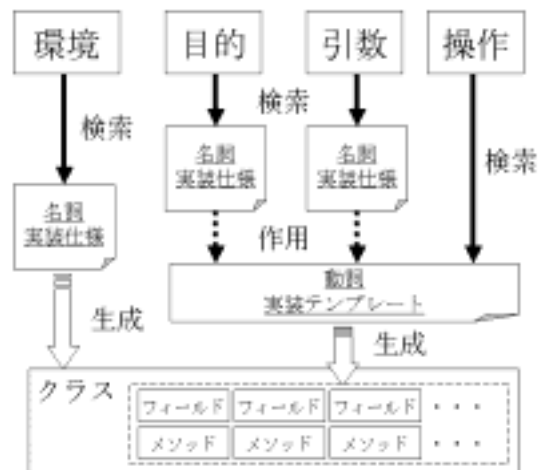 環境
目的
引数
操作
検索
検索
検索
名詞
実装仕様
名詞
実装仕様
名詞
実装仕様
作用
動詞
実装テンプレート
生成
生成
クラス
フィールド フィールド フィールド ・・・
メソッド メソッド メソッド ・・・